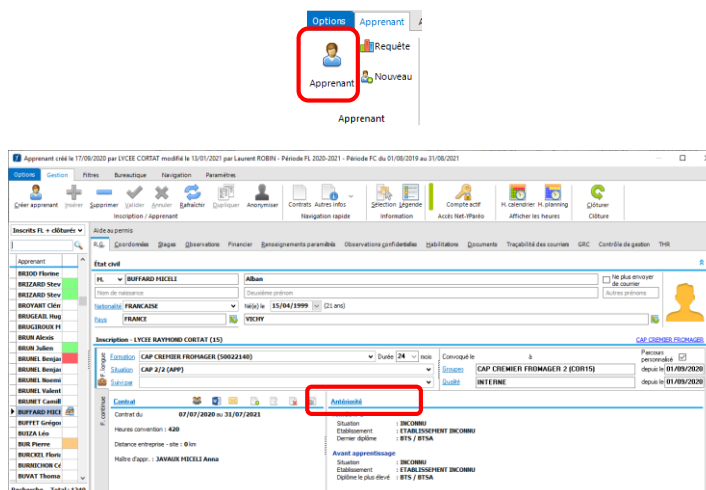 Options Apprenant
Apprenant
Requête
Nouveau
Apprenant
Apprenant créé le 17/09/2020 par LYCEE CORTAT modifié le 13/01/2021 par Laurent ROBIN - Période FL 2020-2021 - Période FC du 01/08/2019 au 31/08/2021
Options Gestion Filtres Bureautique Navigation Paramètres
Créer apprenant Insérer Supprimer Valider Annuler Rafraîchir Dupliquer Anonymiser Contrats Autres infos Sélection Légende Compte actif H. calendrier H. planning Clôturer
Inscription / Apprenant Navigation rapide Information Accès Net-YParéo Afficher les heures Clôture
Inscrits FL + clôturés Aide au permis
R.G. Coordonnées Stages Observations Financier Renseignements paramétrés Observations confidentielles Habilitations Documents Traçabilité des courriers GRC Contrôle de gestion THR
Apprenant
BRIOD Florine
BRIZARD Stev
BRIZARD Stev
BROYANT Clém
BRUGEAIL Hug
BRUGIROUX M
BRUN Alexis
BRUN Julien
BRUNEL Benjar
BRUNEL Benjar
BRUNEL Noemi
BRUNEL Valent
BRUNET Camill
BUFFARD MICI
BUFFET Grégor
BUIZA Léo
BUR Pierre
BURCKEL Floria
BURNICHON Cé
BUVAT Thoma
Recherche Total : 1240
État civil
M. BUFFARD MICELI Alban Ne plus envoyer de courrier
Nom de naissance Deuxième prénom Autres prénoms
Nationalité FRANCAISE Né(e) le 15/04/1999 (21 ans)
Pays FRANCE VICHY
Inscription - LYCEE RAYMOND CORTAT (15) CAP CREMIER FROMAGER
F. longue
Formation CAP CREMIER FROMAGER (50022140) Durée 24 mois Convoqué le à Parcours personnalisé
Situation CAP 2/2 (APP) Groupes CAP CREMIER FROMAGER 2 (COR15) depuis le 01/09/2020
Suivi par Qualité INTERNE depuis le 01/09/2020
F. continue
Contrat
Contrat du 07/07/2020 au 31/07/2021
Heures convention : 420
Distance entreprise - site : 0 km
Maître d'appr. : JAVAUX MICELI Anna
Antériorité
Situation : INCONNU
Etablissement : ETABLISSEMENT INCONNU
Dernier diplôme : BTS / BTSA
Avant apprentissage
Situation : INCONNU
Etablissement : ETABLISSEMENT INCONNU
Diplôme le plus élevé : BTS / BTSA